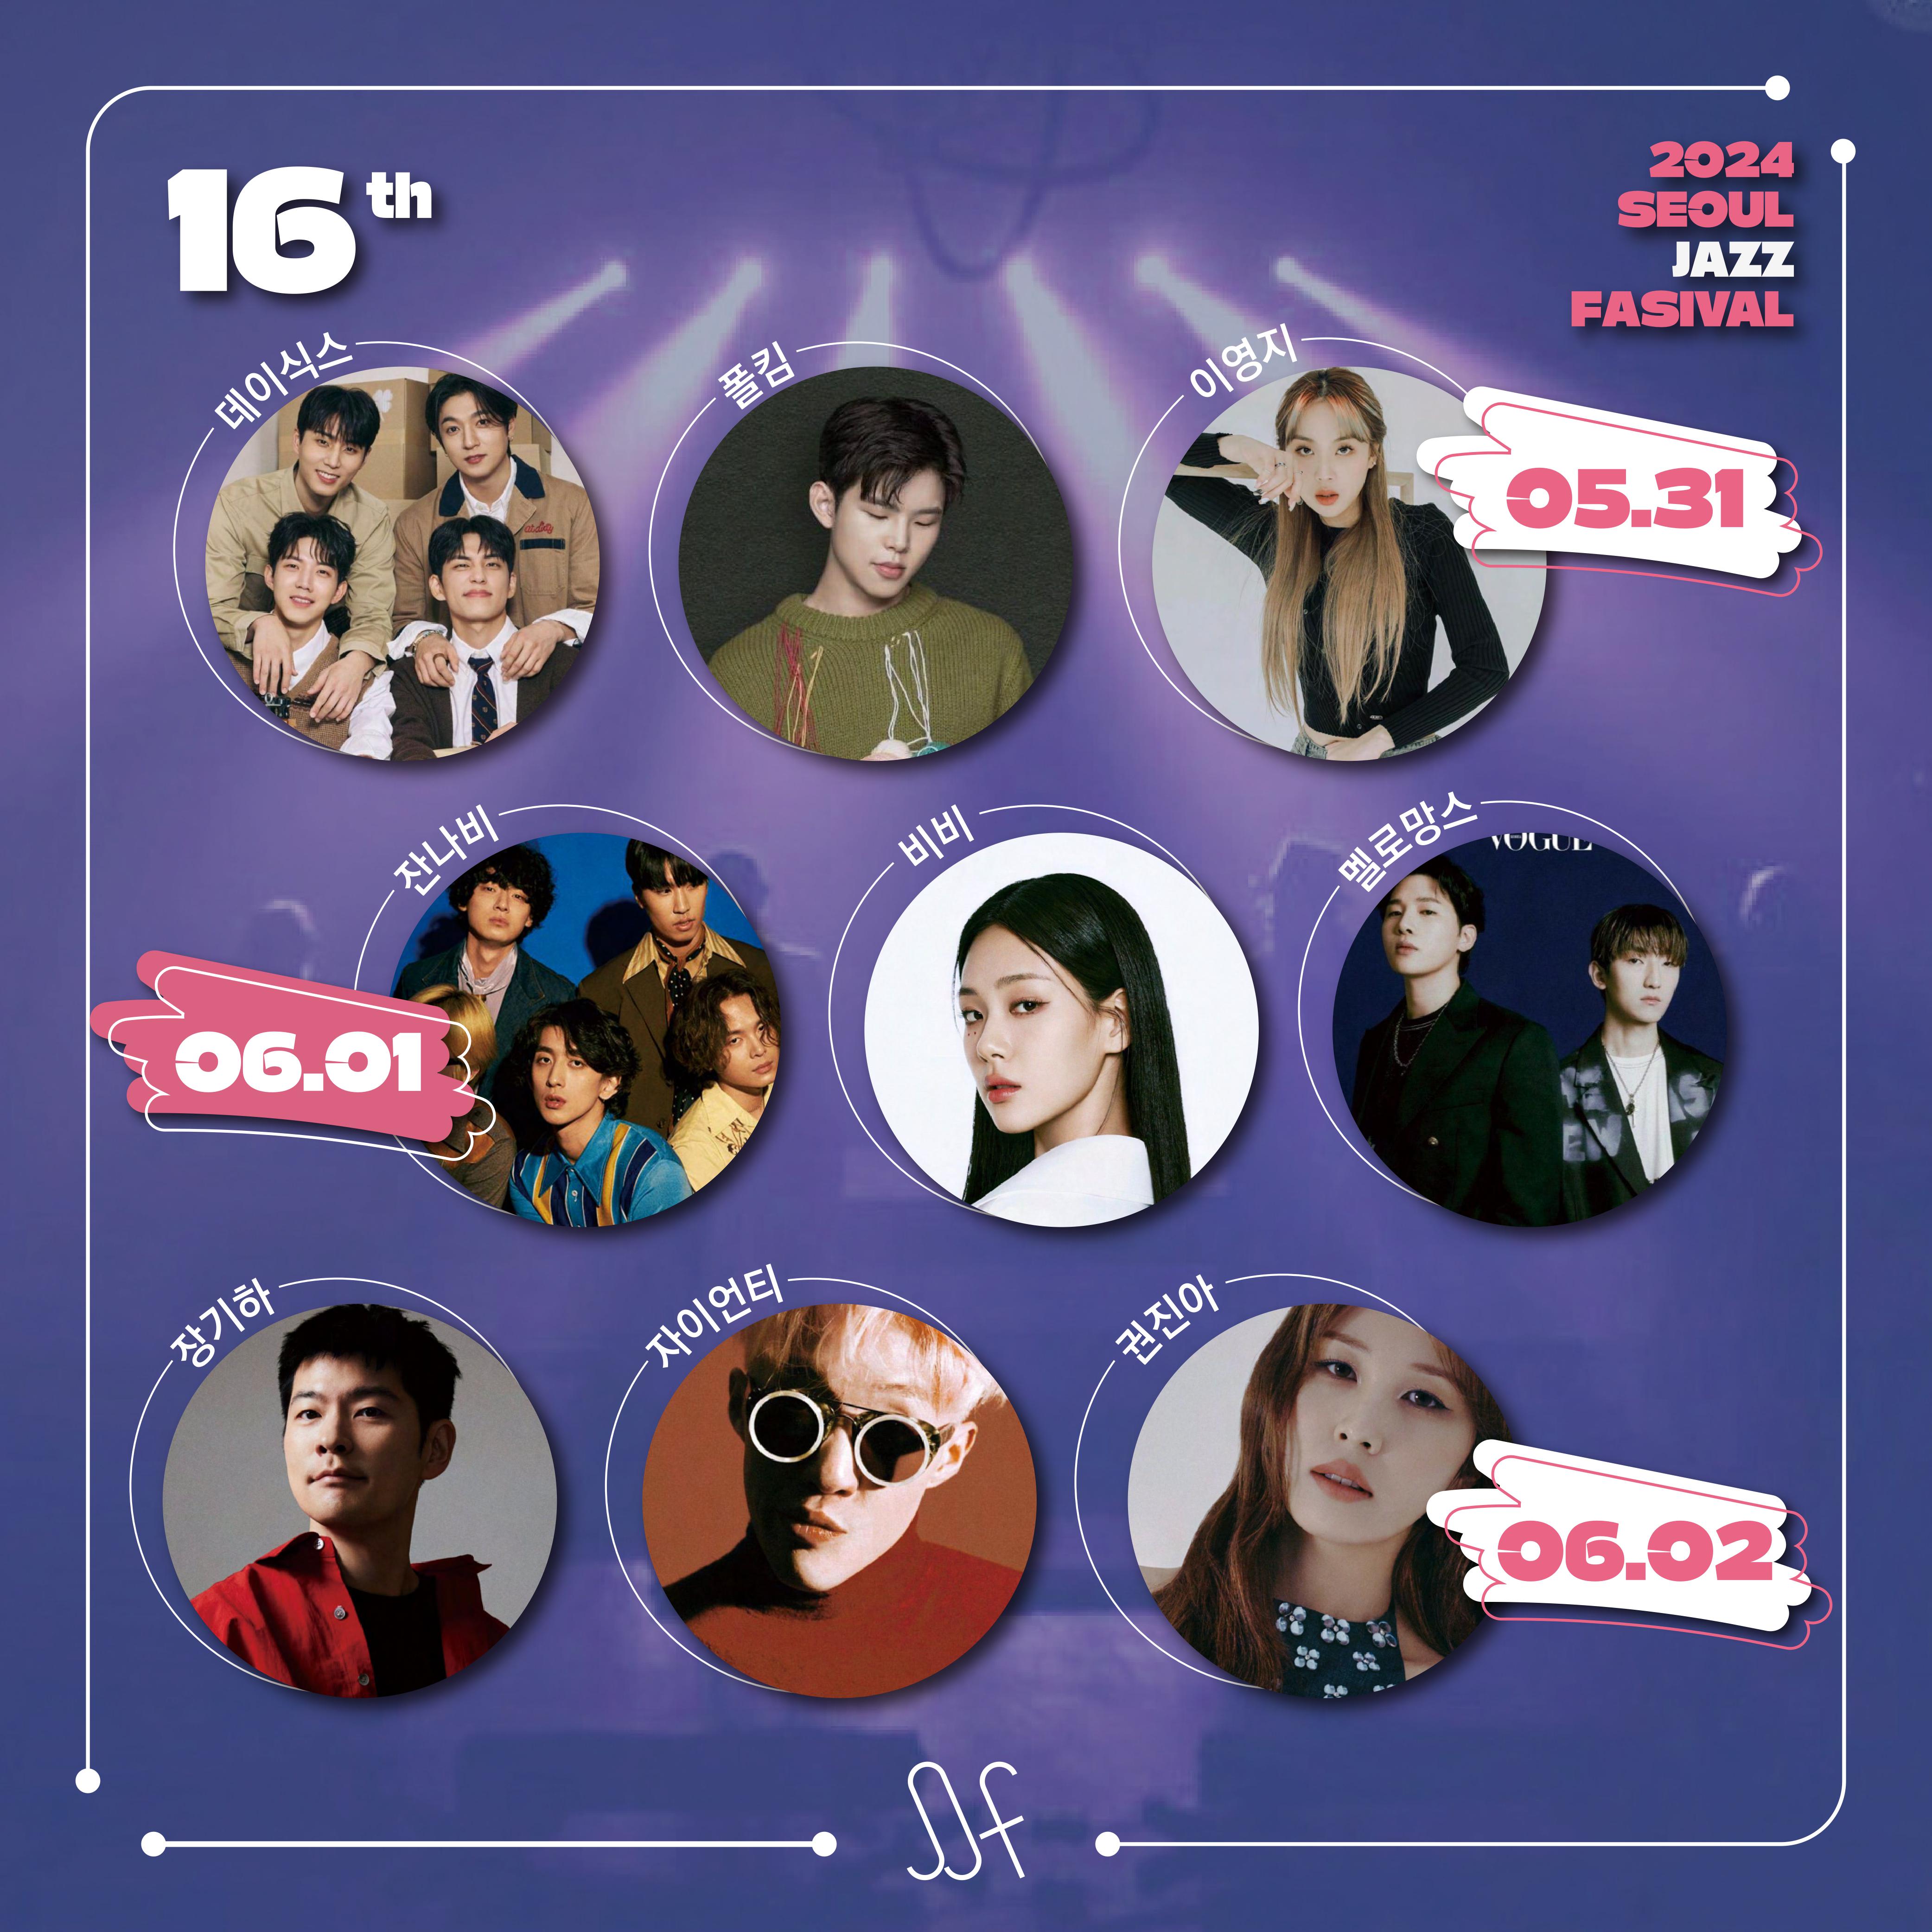 16th
2024
SEOUL
JAZZ
FASIVAL
데이식스
폴킴
이영지
05.31
잔나비
비비
멜로망스
VOGUE
06.01
장기하
자이언티
권진아
06.02
SJf